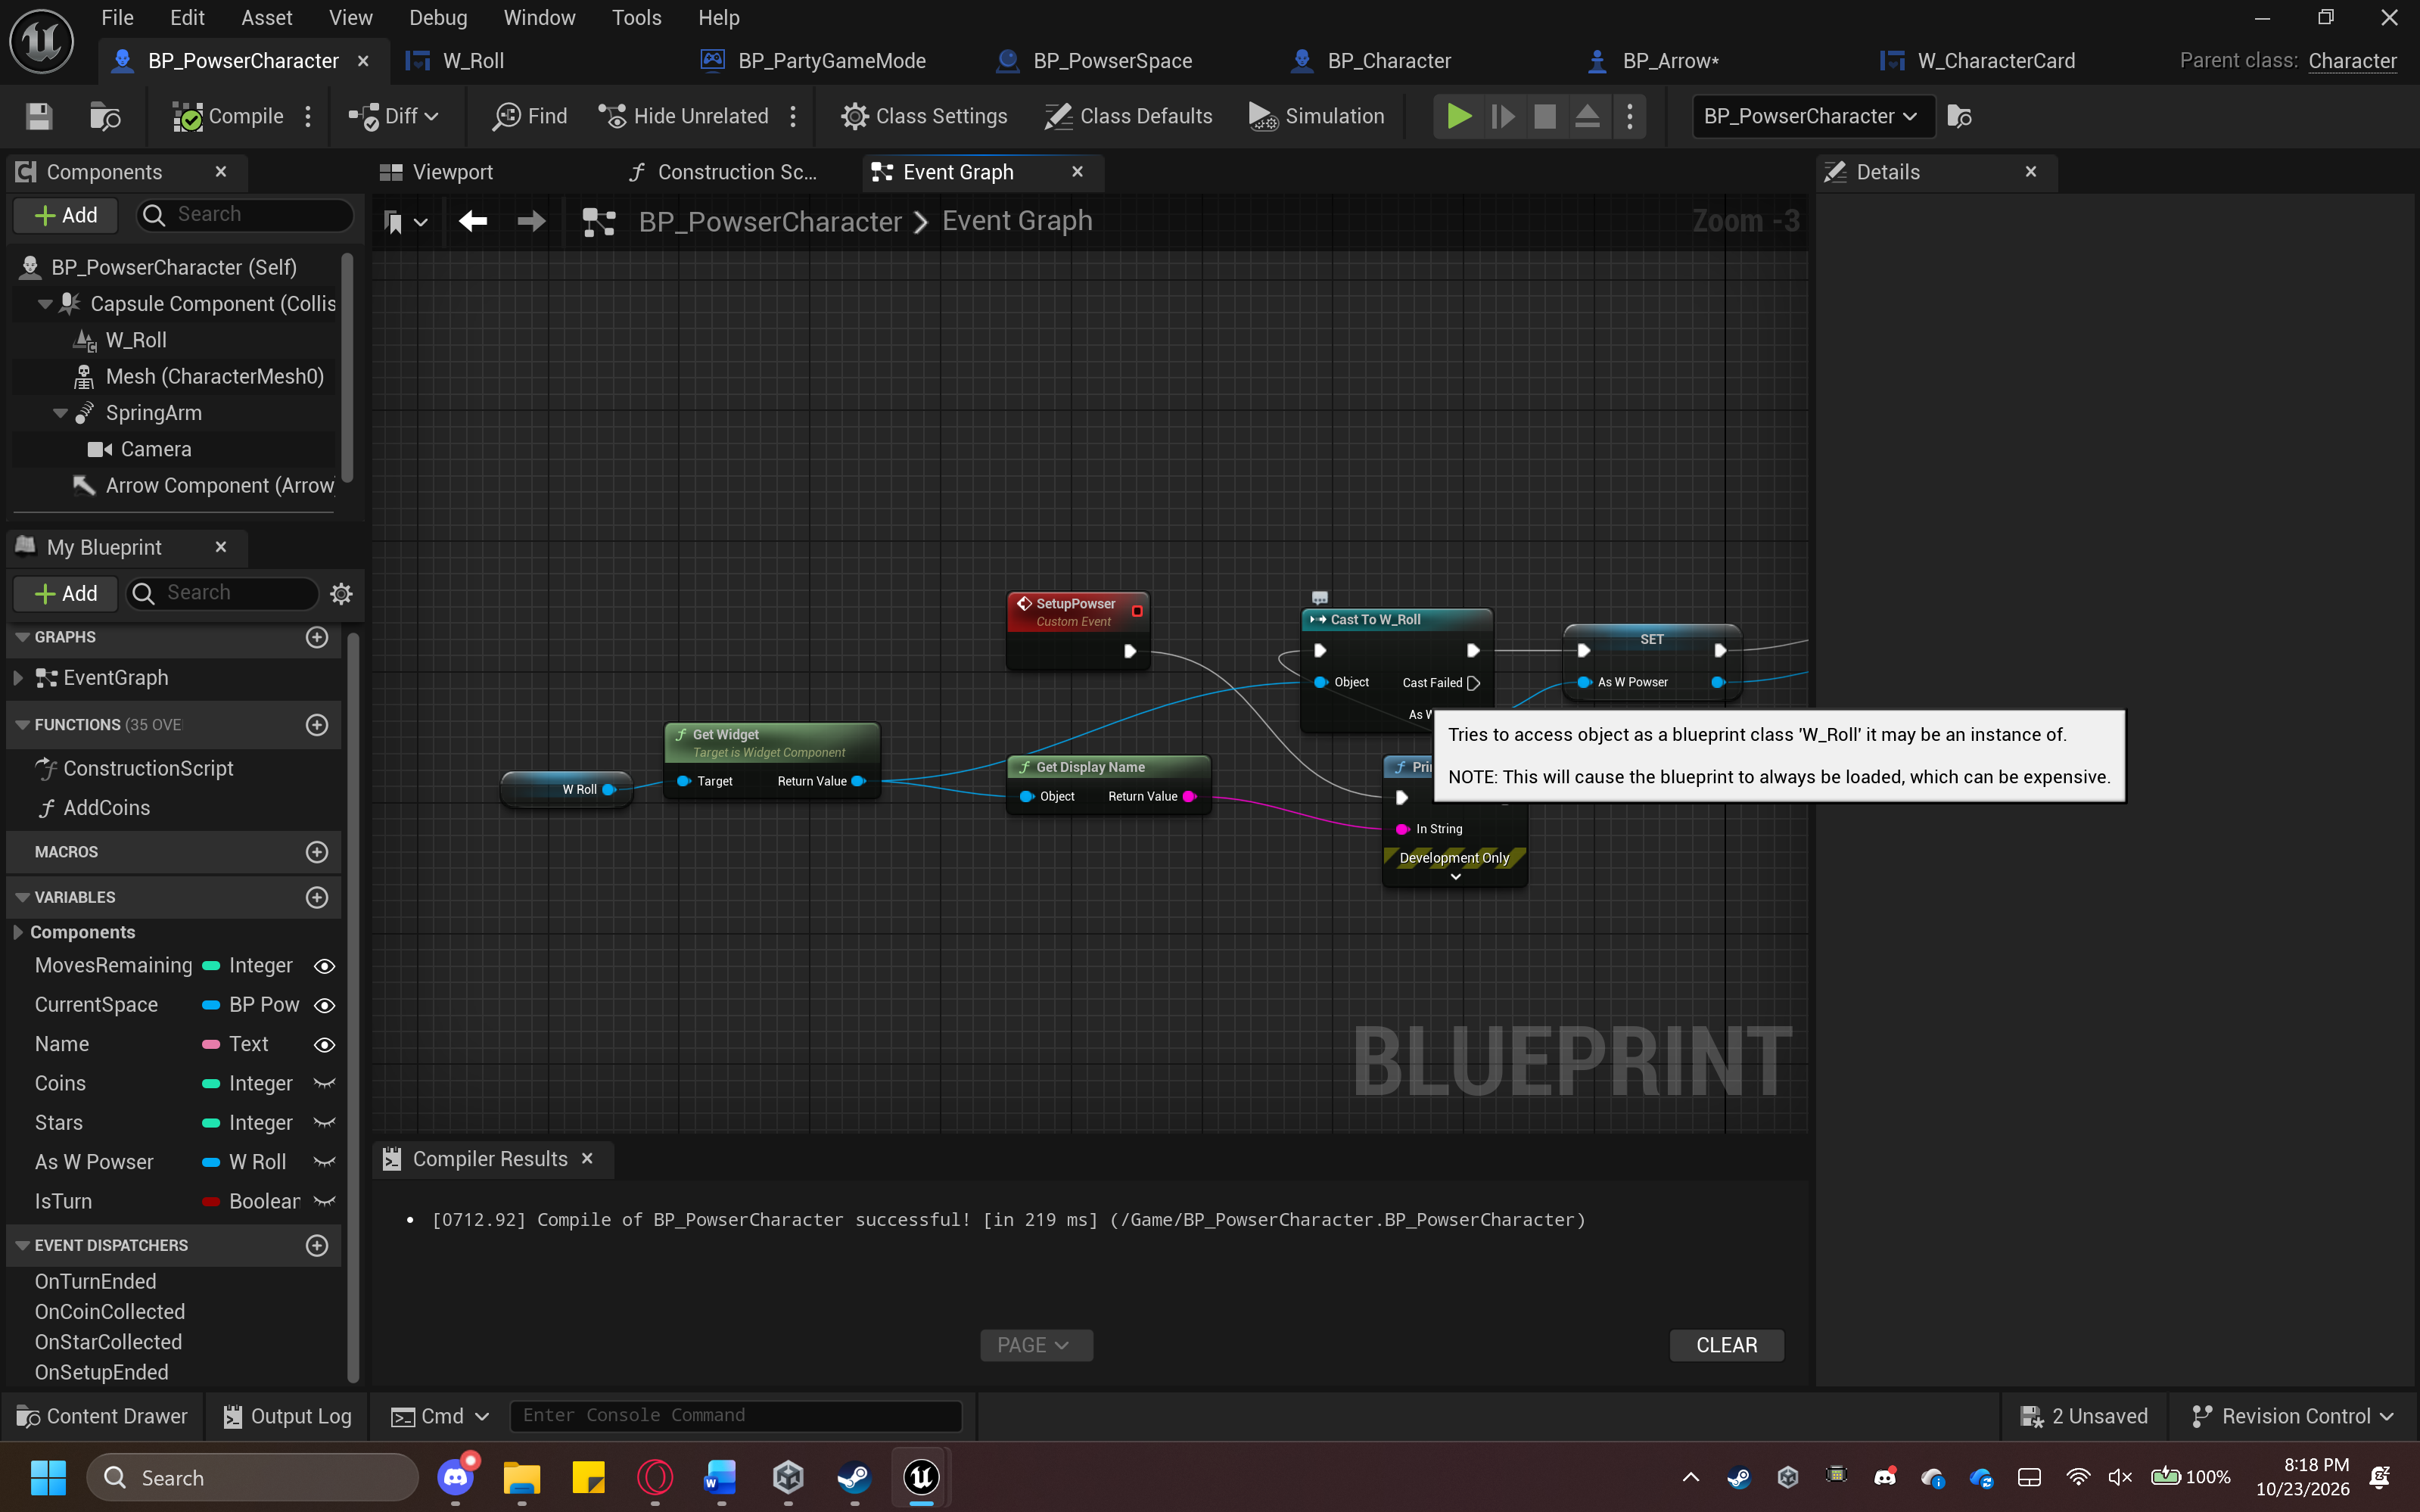 File Edit Asset View Debug Window Tools Help
BP_PowserCharacter W_Roll BP_PartyGameMode BP_PowserSpace BP_Character BP_Arrow* W_CharacterCard Parent class: Character
Compile Diff Find Hide Unrelated Class Settings Class Defaults Simulation BP_PowserCharacter
Components
Add Search
BP_PowserCharacter (Self)
Capsule Component (Collis
W_Roll
Mesh (CharacterMesh0)
SpringArm
Camera
Arrow Component (Arrow
My Blueprint
Add Search
GRAPHS
EventGraph
FUNCTIONS (35 OVE
ConstructionScript
AddCoins
MACROS
VARIABLES
Components
MovesRemaining Integer
CurrentSpace BP Pow
Name Text
Coins Integer
Stars Integer
As W Powser W Roll
IsTurn Boolean
EVENT DISPATCHERS
OnTurnEnded
OnCoinCollected
OnStarCollected
OnSetupEnded
Viewport Construction Sc... Event Graph
BP_PowserCharacter Event Graph Zoom -3
SetupPowser
Custom Event
Cast To W_Roll
Object Cast Failed
As W
SET
As W Powser
Get Widget
Target is Widget Component
Target Return Value
W Roll
Get Display Name
Object Return Value
Pri
In String
Development Only
Tries to access object as a blueprint class 'W_Roll' it may be an instance of.
NOTE: This will cause the blueprint to always be loaded, which can be expensive.
BLUEPRINT
Compiler Results
[0712.92] Compile of BP_PowserCharacter successful! [in 219 ms] (/Game/BP_PowserCharacter.BP_PowserCharacter)
PAGE CLEAR
Details
Content Drawer Output Log Cmd Enter Console Command 2 Unsaved Revision Control
Search
100%
8:18 PM
10/23/2026